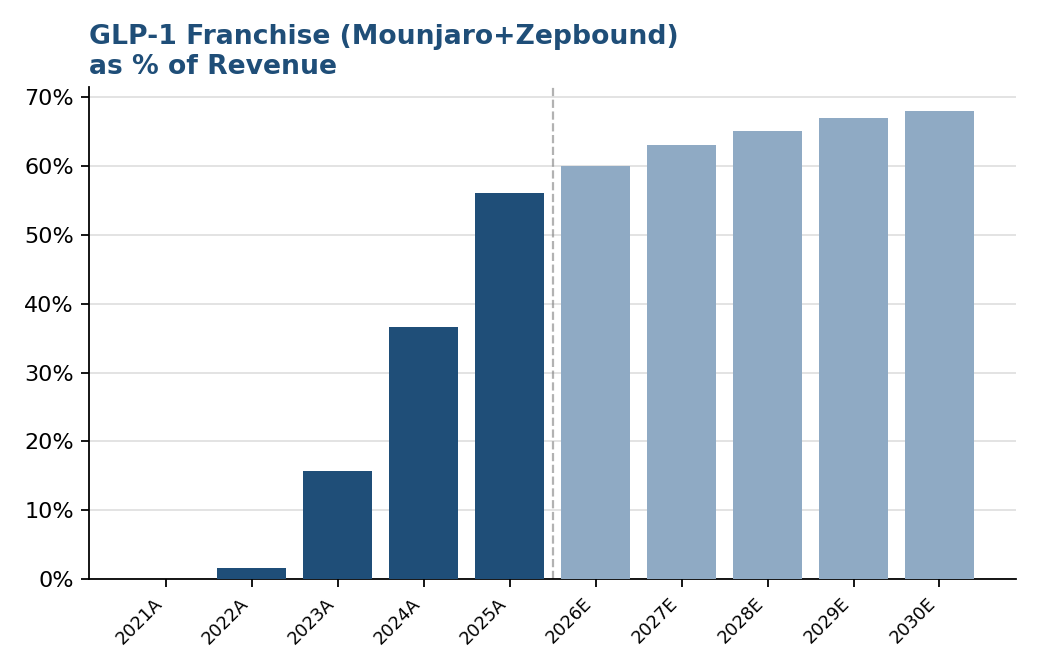 GLP-1 Franchise (Mounjaro+Zepbound)
as % of Revenue
70%
60%
50%
40%
30%
20%
10%
0%
2021A
2022A
2023A
2024A
2025A
2026E
2027E
2028E
2029E
2030E